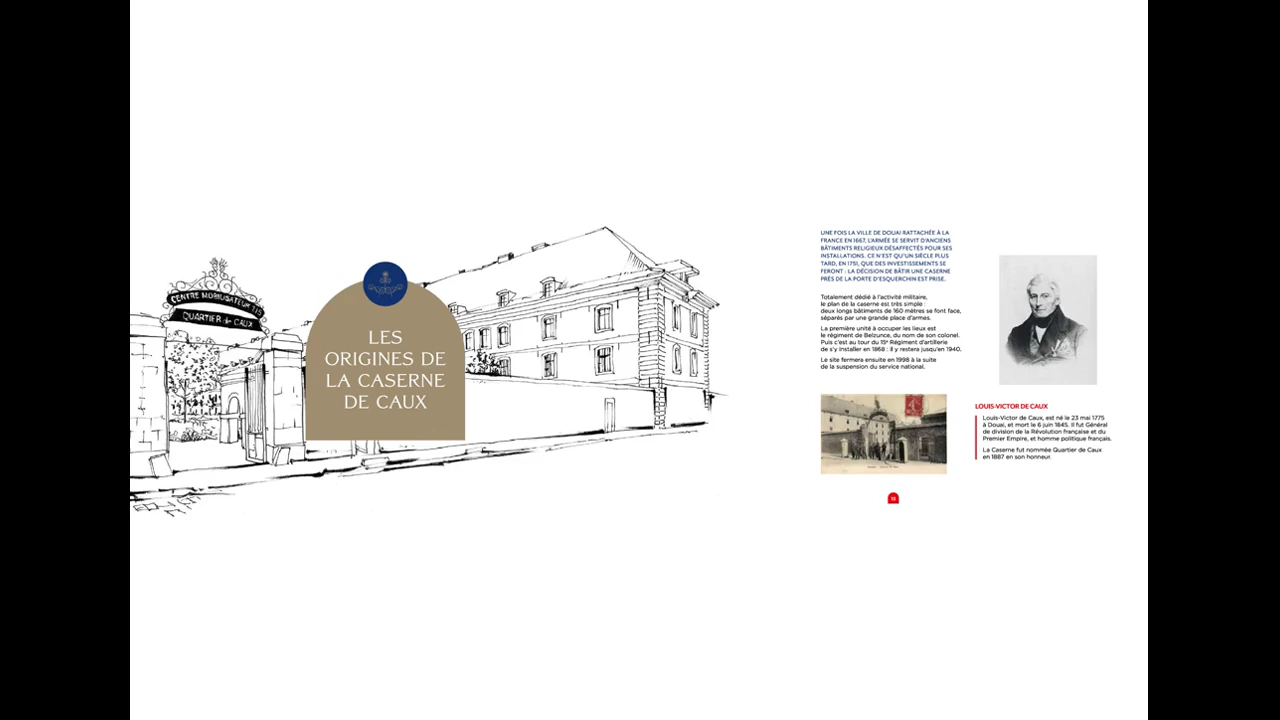 CENTRE MOBILISATEUR 115
QUARTIER de CAUX
LES
ORIGINES DE
LA CASERNE
DE CAUX
UNE FOIS LA VILLE DE DOUAI RATTACHÉE À LA
FRANCE EN 1667, L'ARMÉE SE SERVIT D'ANCIENS
BÂTIMENTS RELIGIEUX DÉSAFFECTÉS POUR SES
INSTALLATIONS. CE N'EST QU'UN SIÈCLE PLUS
TARD, EN 1751, QUE DES INVESTISSEMENTS SE
FERONT : LA DÉCISION DE BÂTIR UNE CASERNE
PRÈS DE LA PORTE D'ESQUERCHIN EST PRISE.
Totalement dédié à l'activité militaire,
le plan de la caserne est très simple :
deux longs bâtiments de 160 mètres se font face,
séparés par une grande place d'armes.
La première unité à occuper les lieux est
le régiment de Belzunce, du nom de son colonel.
Puis c'est au tour du 15e Régiment d'artillerie
de s'y installer en 1868 : il y restera jusqu'en 1940.
Le site fermera ensuite en 1998 à la suite
de la suspension du service national.
LOUIS-VICTOR DE CAUX
Louis-Victor de Caux, est né le 23 mai 1775
à Douai, et mort le 6 juin 1845. Il fut Général
de division de la Révolution française et du
Premier Empire, et homme politique français.
La Caserne fut nommée Quartier de Caux
en 1887 en son honneur.